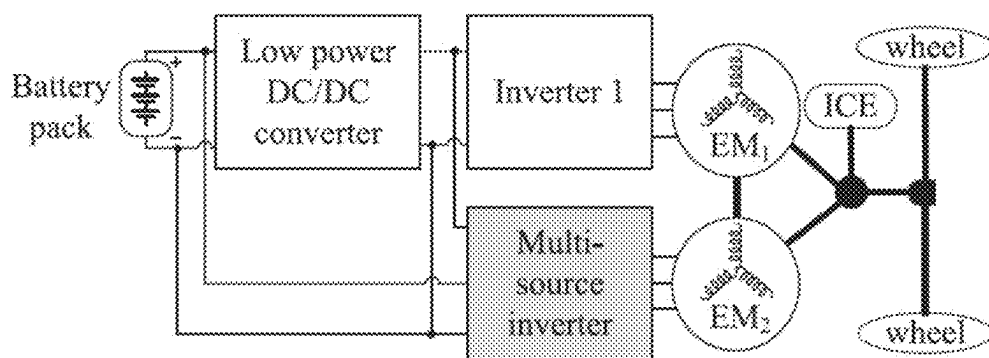 Battery
pack
+
−
Low power
DC/DC
converter
Inverter 1
EM₁
ICE
wheel
Multi-
source
inverter
EM₂
wheel